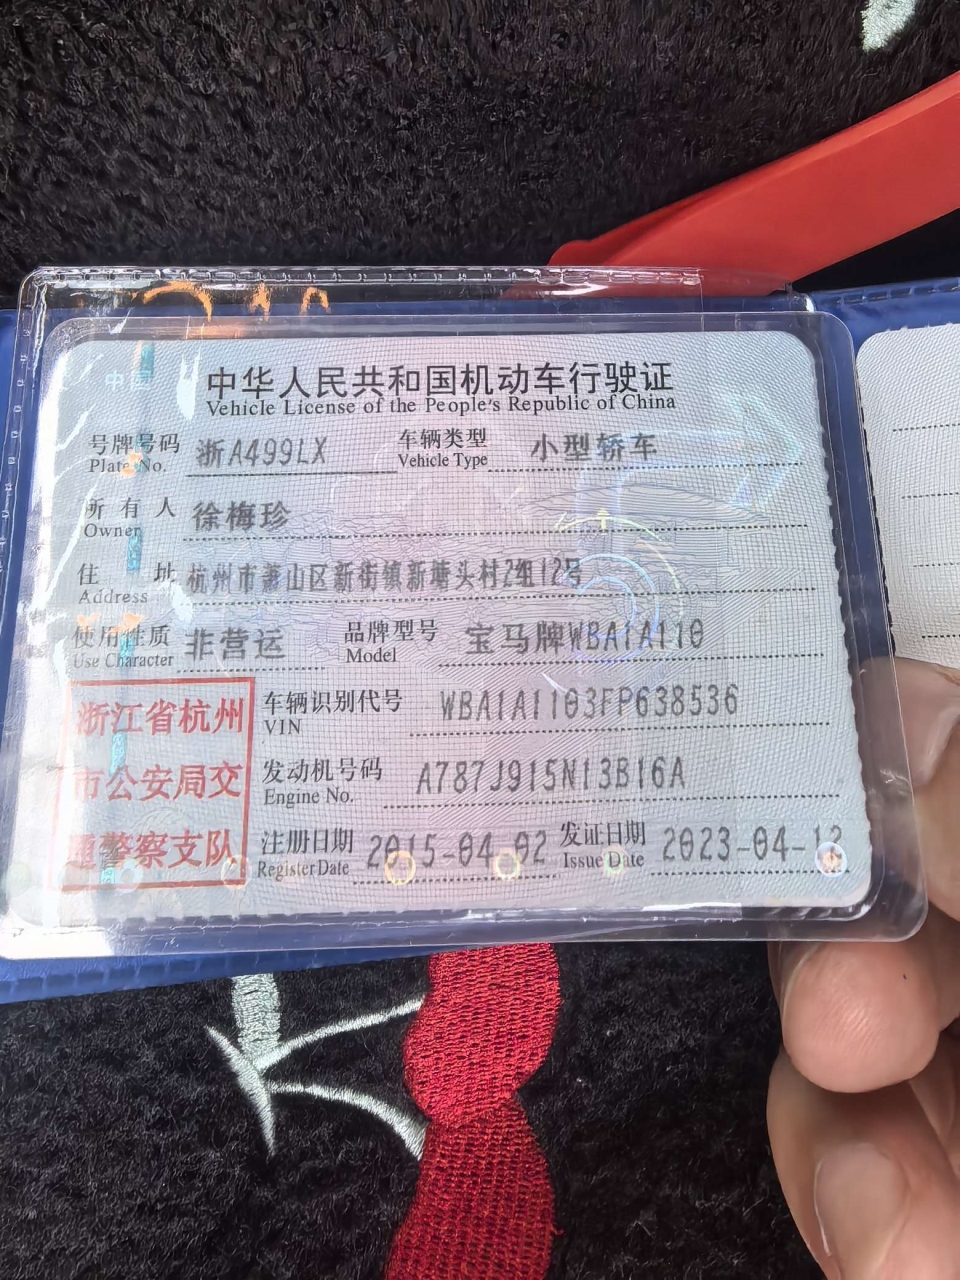 中华人民共和国机动车行驶证
Vehicle License of the People's Republic of China
号牌号码 浙A499LX 车辆类型 小型轿车
Plate No. Vehicle Type
所有人 徐梅珍
Owner
住址 杭州市萧山区新街镇新塘头村2组12号
Address
使用性质 非营运 品牌型号 宝马牌WBA1A110
Use Character Model
浙江省杭州
市公安局交
通警察支队
车辆识别代号 WBA1A1103FP638536
VIN
发动机号码 A787J915N13B16A
Engine No.
注册日期 2015-04-02 发证日期 2023-04-12
Register Date Issue Date